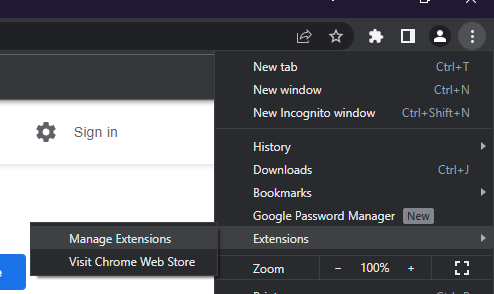 New tab Ctrl+T
New window Ctrl+N
New Incognito window Ctrl+Shift+N
Sign in
History
Downloads Ctrl+J
Bookmarks
Google Password Manager New
Extensions
Manage Extensions
Visit Chrome Web Store
Zoom − 100% +